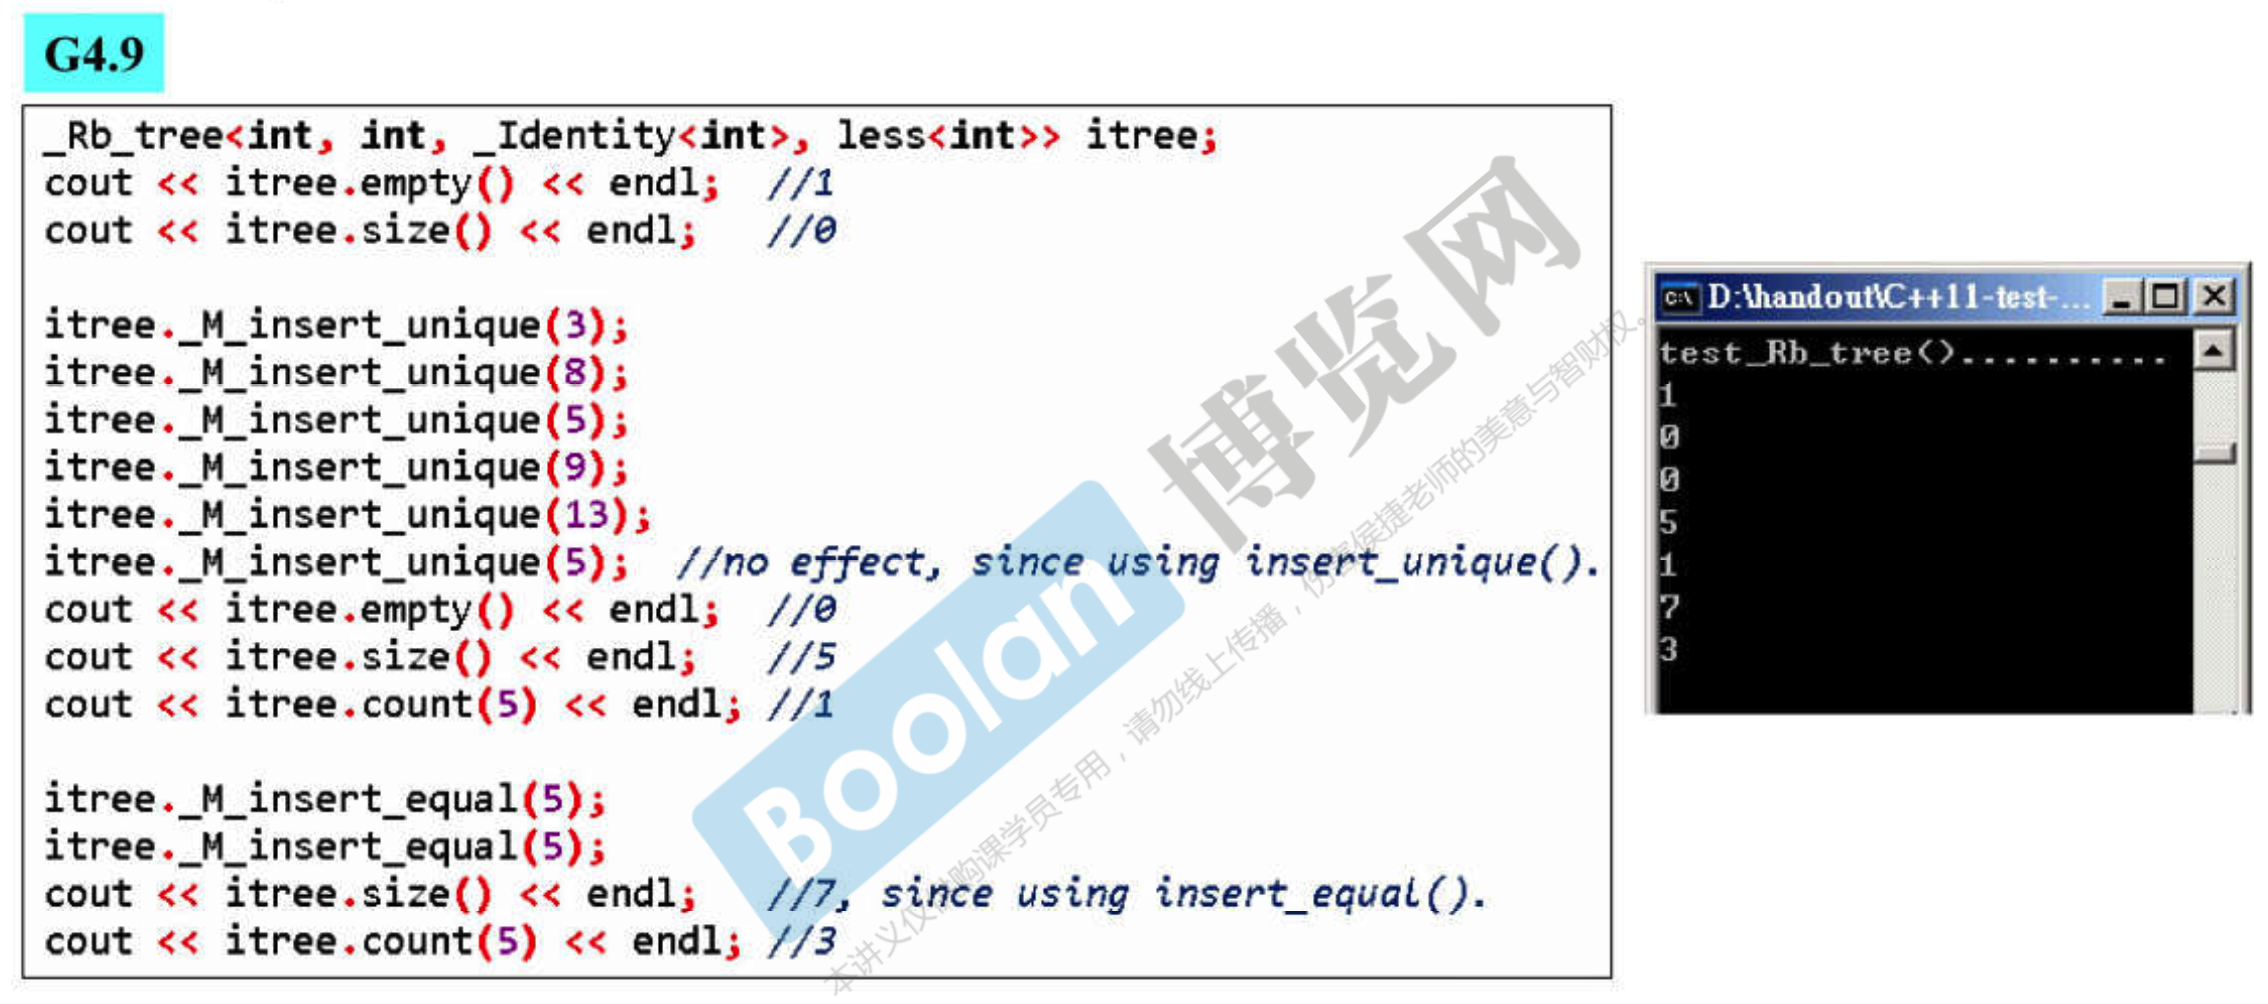 G4.9
_Rb_tree<int, int, _Identity<int>, less<int>> itree;
cout << itree.empty() << endl;  //1
cout << itree.size() << endl;   //0
itree._M_insert_unique(3);
itree._M_insert_unique(8);
itree._M_insert_unique(5);
itree._M_insert_unique(9);
itree._M_insert_unique(13);
itree._M_insert_unique(5);  //no effect, since using insert_unique().
cout << itree.empty() << endl;  //0
cout << itree.size() << endl;   //5
cout << itree.count(5) << endl; //1
itree._M_insert_equal(5);
itree._M_insert_equal(5);
cout << itree.size() << endl;   //7, since using insert_equal().
cout << itree.count(5) << endl; //3
D:\handout\C++11-test-...
test_Rb_tree()..........
1
0
0
5
1
7
3
Boolan 博览网
本讲义仅供购课学员专用，请勿线上传播，伤害侯捷老师的美意与智财权。